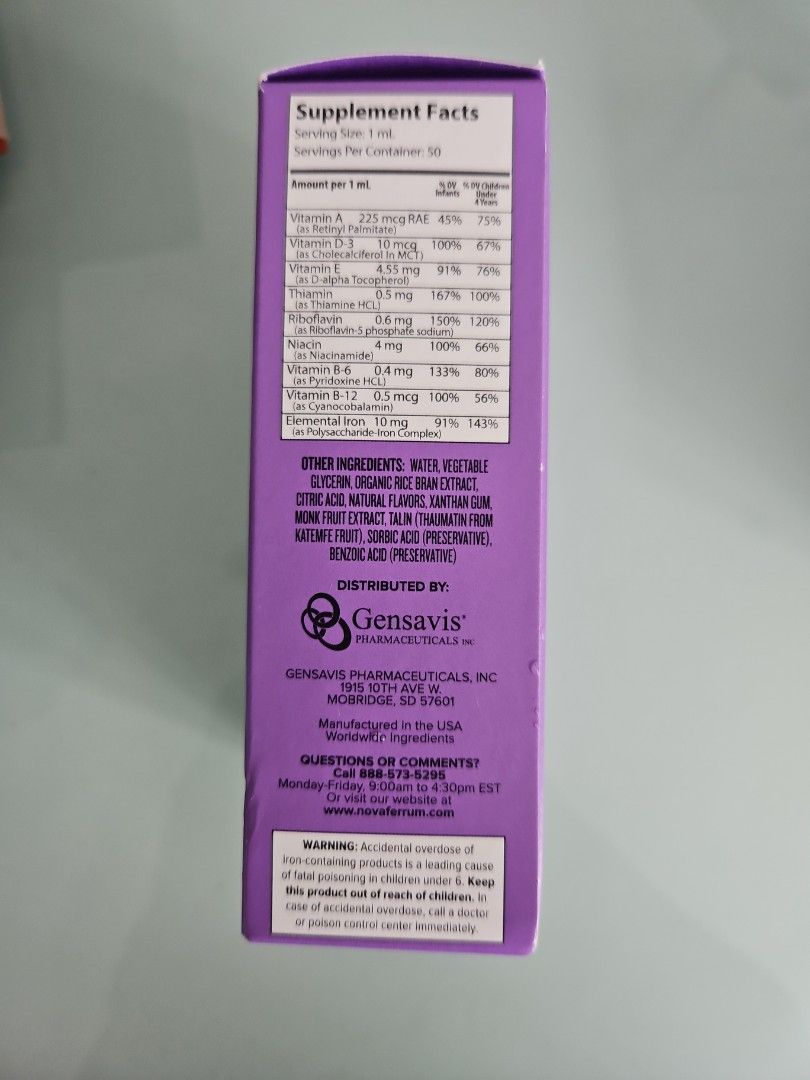 Supplement Facts
Serving Size: 1 mL
Servings Per Container: 50
Amount per 1 mL % DV Infants % DV Children Under 4 Years
Vitamin A 225 mcg RAE 45% 75%
(as Retinyl Palmitate)
Vitamin D-3 10 mcg 100% 67%
(as Cholecalciferol In MCT)
Vitamin E 4.55 mg 91% 76%
(as D-alpha Tocopherol)
Thiamin 0.5 mg 167% 100%
(as Thiamine HCL)
Riboflavin 0.6 mg 150% 120%
(as Riboflavin-5 phosphate sodium)
Niacin 4 mg 100% 66%
(as Niacinamide)
Vitamin B-6 0.4 mg 133% 80%
(as Pyridoxine HCL)
Vitamin B-12 0.5 mcg 100% 56%
(as Cyanocobalamin)
Elemental Iron 10 mg 91% 143%
(as Polysaccharide-Iron Complex)
OTHER INGREDIENTS: WATER, VEGETABLE
GLYCERIN, ORGANIC RICE BRAN EXTRACT,
CITRIC ACID, NATURAL FLAVORS, XANTHAN GUM,
MONK FRUIT EXTRACT, TALIN (THAUMATIN FROM
KATEMFE FRUIT), SORBIC ACID (PRESERVATIVE),
BENZOIC ACID (PRESERVATIVE)
DISTRIBUTED BY:
Gensavis®
PHARMACEUTICALS INC
GENSAVIS PHARMACEUTICALS, INC
1915 10TH AVE W.
MOBRIDGE, SD 57601
Manufactured in the USA
Worldwide Ingredients
QUESTIONS OR COMMENTS?
Call 888-573-5295
Monday-Friday, 9:00am to 4:30pm EST
Or visit our website at
www.novaferrum.com
WARNING: Accidental overdose of
iron-containing products is a leading cause
of fatal poisoning in children under 6. Keep
this product out of reach of children. In
case of accidental overdose, call a doctor
or poison control center immediately.